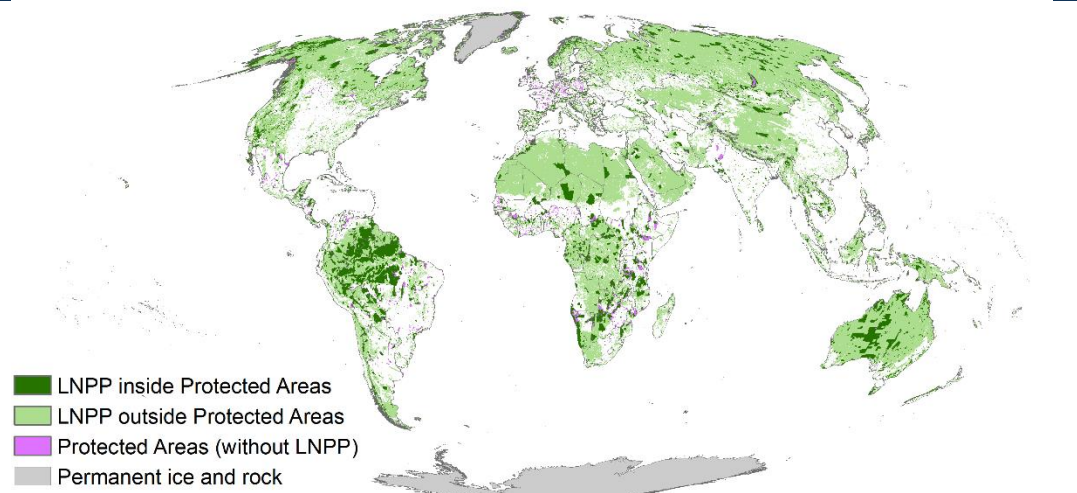 LNPP inside Protected Areas
LNPP outside Protected Areas
Protected Areas (without LNPP)
Permanent ice and rock